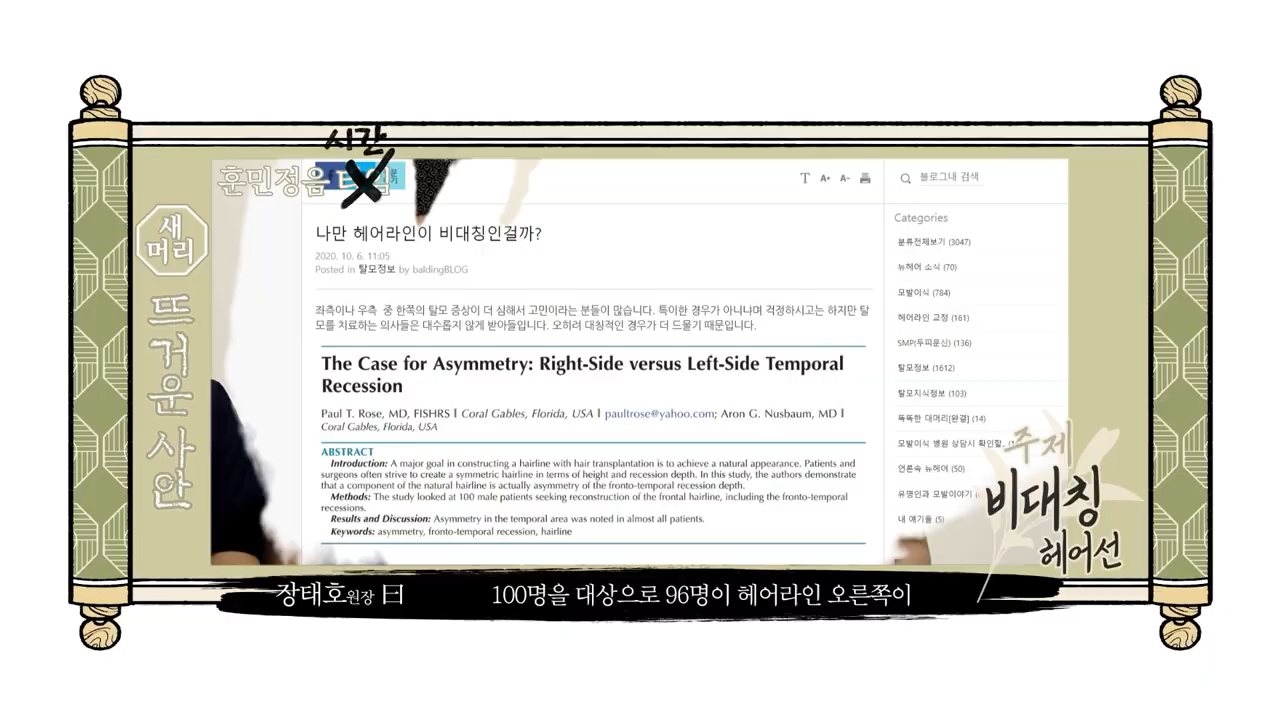 시간
훈민정음
새
머리
뜨거운 사안
T A+ A-
블로그내 검색
나만 헤어라인이 비대칭인걸까?
2020. 10. 6. 11:05
Posted in 탈모정보 by baldingBLOG
좌측이나 우측 중 한쪽의 탈모 증상이 더 심해서 고민이라는 분들이 많습니다. 특이한 경우가 아니냐며 걱정하시고는 하지만 탈
모를 치료하는 의사들은 대수롭지 않게 받아들입니다. 오히려 대칭적인 경우가 더 드물기 때문입니다.
The Case for Asymmetry: Right-Side versus Left-Side Temporal
Recession
Paul T. Rose, MD, FISHRS I Coral Gables, Florida, USA I paultrose@yahoo.com; Aron G. Nusbaum, MD I
Coral Gables, Florida, USA
ABSTRACT
Introduction: A major goal in constructing a hairline with hair transplantation is to achieve a natural appearance. Patients and
surgeons often strive to create a symmetric hairline in terms of height and recession depth. In this study, the authors demonstrate
that a component of the natural hairline is actually asymmetry of the fronto-temporal recession depth.
Methods: The study looked at 100 male patients seeking reconstruction of the frontal hairline, including the fronto-temporal
recessions.
Results and Discussion: Asymmetry in the temporal area was noted in almost all patients.
Keywords: asymmetry, fronto-temporal recession, hairline
Categories
분류전체보기 (3047)
뉴헤어 소식 (70)
모발이식 (784)
헤어라인 교정 (161)
SMP(두피문신) (136)
탈모정보 (1612)
탈모지식정보 (103)
똑똑한 대머리[완결] (14)
모발이식 병원 상담시 확인할..
언론속 뉴헤어 (50)
유명인과 모발이야기
내 얘기들 (5)
주제
비대칭
헤어선
장태호원장 曰 100명을 대상으로 96명이 헤어라인 오른쪽이